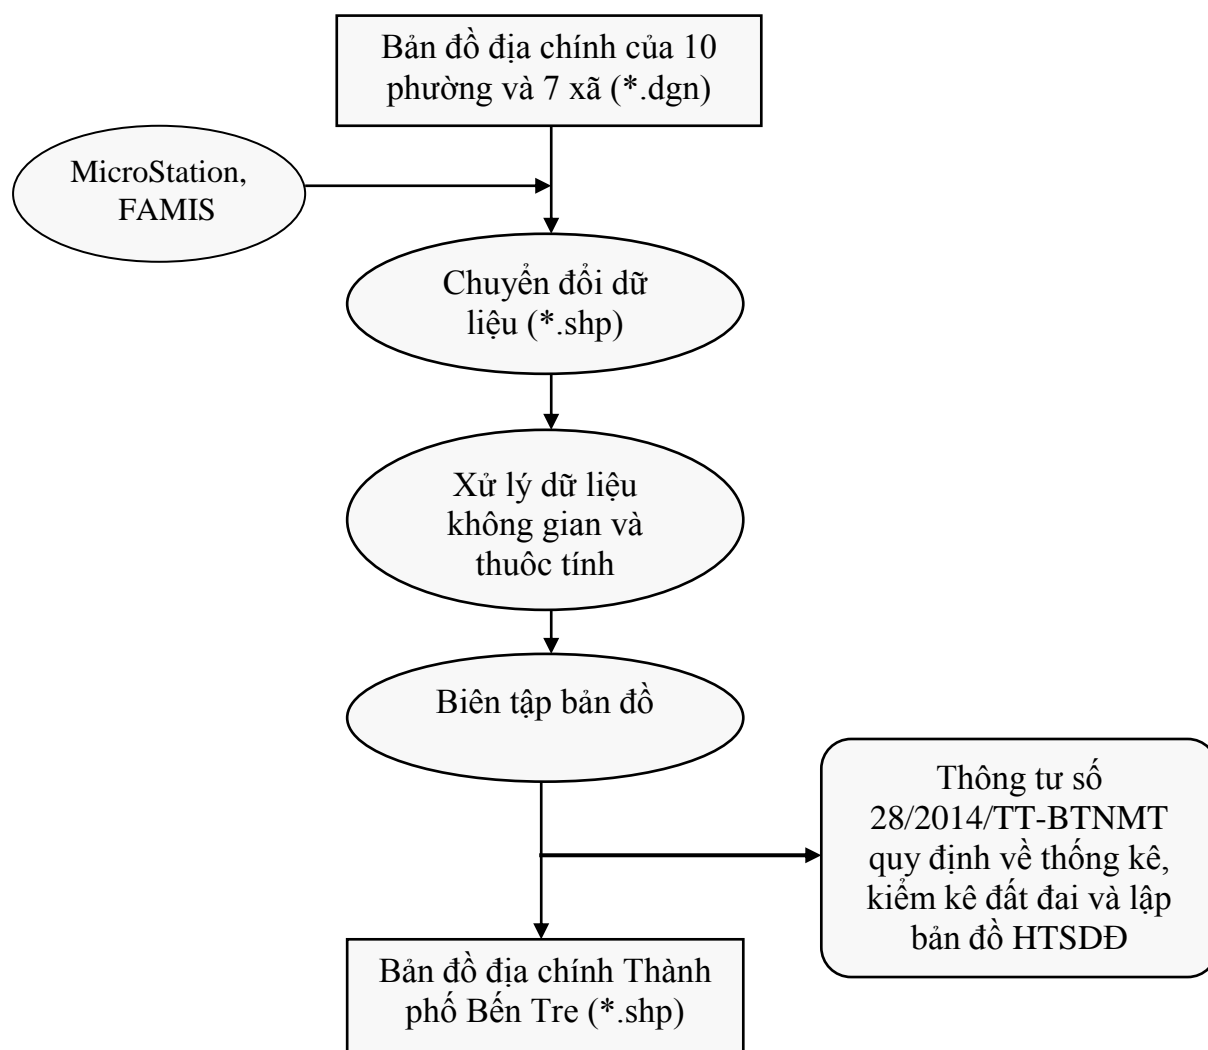 Bản đồ địa chính của 10
phường và 7 xã (*.dgn)
MicroStation,
FAMIS
Chuyển đổi dữ
liệu (*.shp)
Xử lý dữ liệu
không gian và
thuôc tính
Biên tập bản đồ
Thông tư số
28/2014/TT-BTNMT
quy định về thống kê,
kiểm kê đất đai và lập
bản đồ HTSDĐ
Bản đồ địa chính Thành
phố Bến Tre (*.shp)